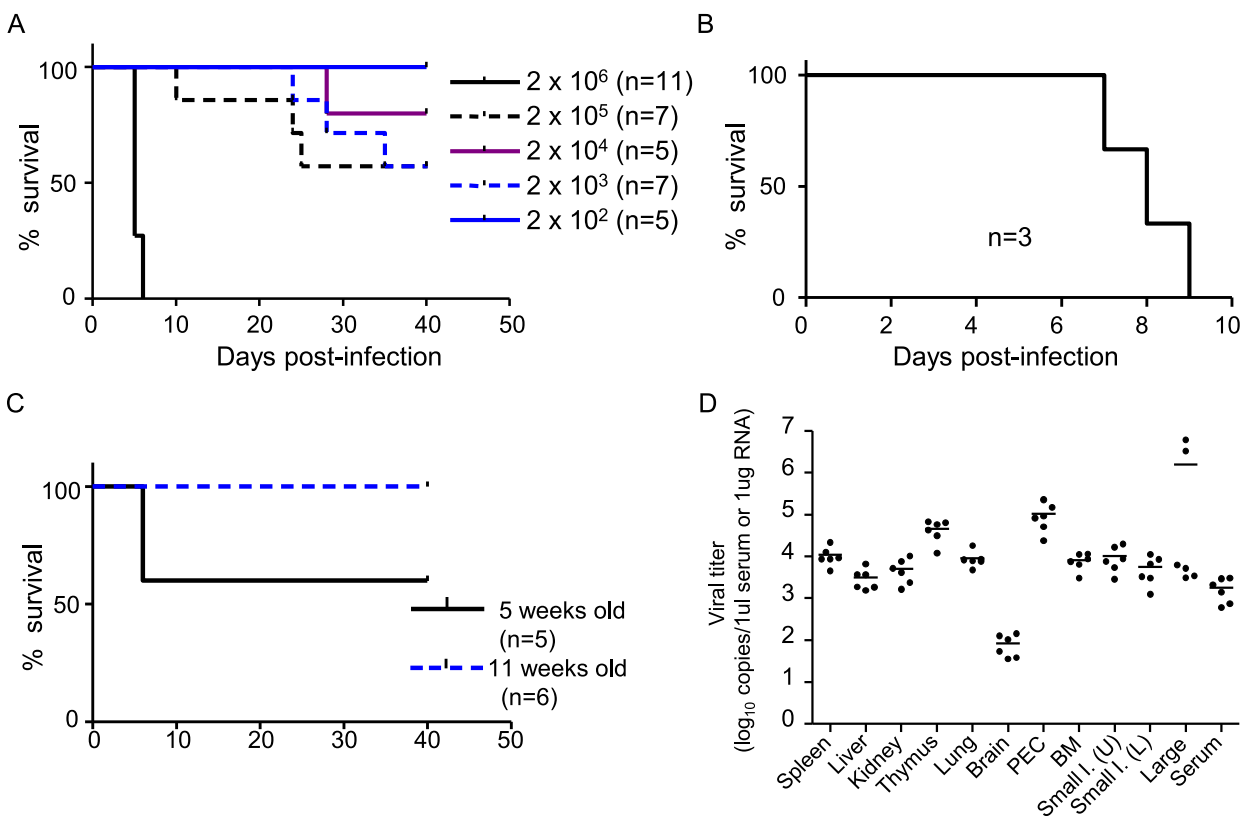 A
% survival
100
50
0
0 10 20 30 40 50
Days post-infection
2 x 10⁶ (n=11)
2 x 10⁵ (n=7)
2 x 10⁴ (n=5)
2 x 10³ (n=7)
2 x 10² (n=5)
B
% survival
100
50
0
0 2 4 6 8 10
Days post-infection
n=3
C
% survival
100
50
0
0 10 20 30 40 50
5 weeks old
(n=5)
11 weeks old
(n=6)
D
Viral titer
(log₁₀ copies/1ul serum or 1ug RNA)
7
6
5
4
3
2
1
0
Spleen
Liver
Kidney
Thymus
Lung
Brain
PEC
BM
Small I. (U)
Small I. (L)
Large
Serum